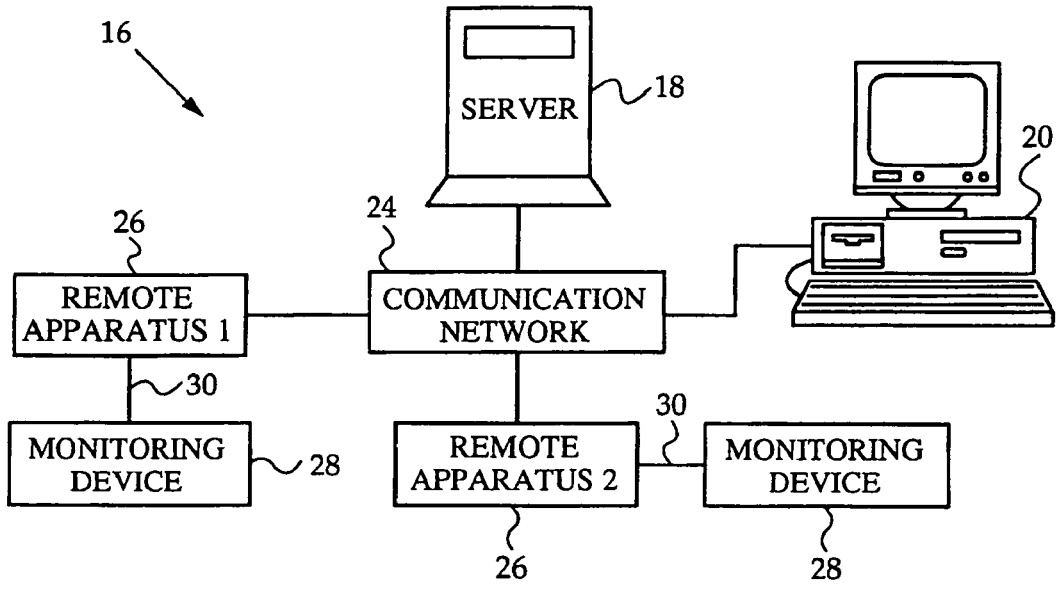 16
SERVER
18
20
24
26
REMOTE
APPARATUS 1
COMMUNICATION
NETWORK
30
MONITORING
DEVICE
28
REMOTE
APPARATUS 2
30
MONITORING
DEVICE
26
28